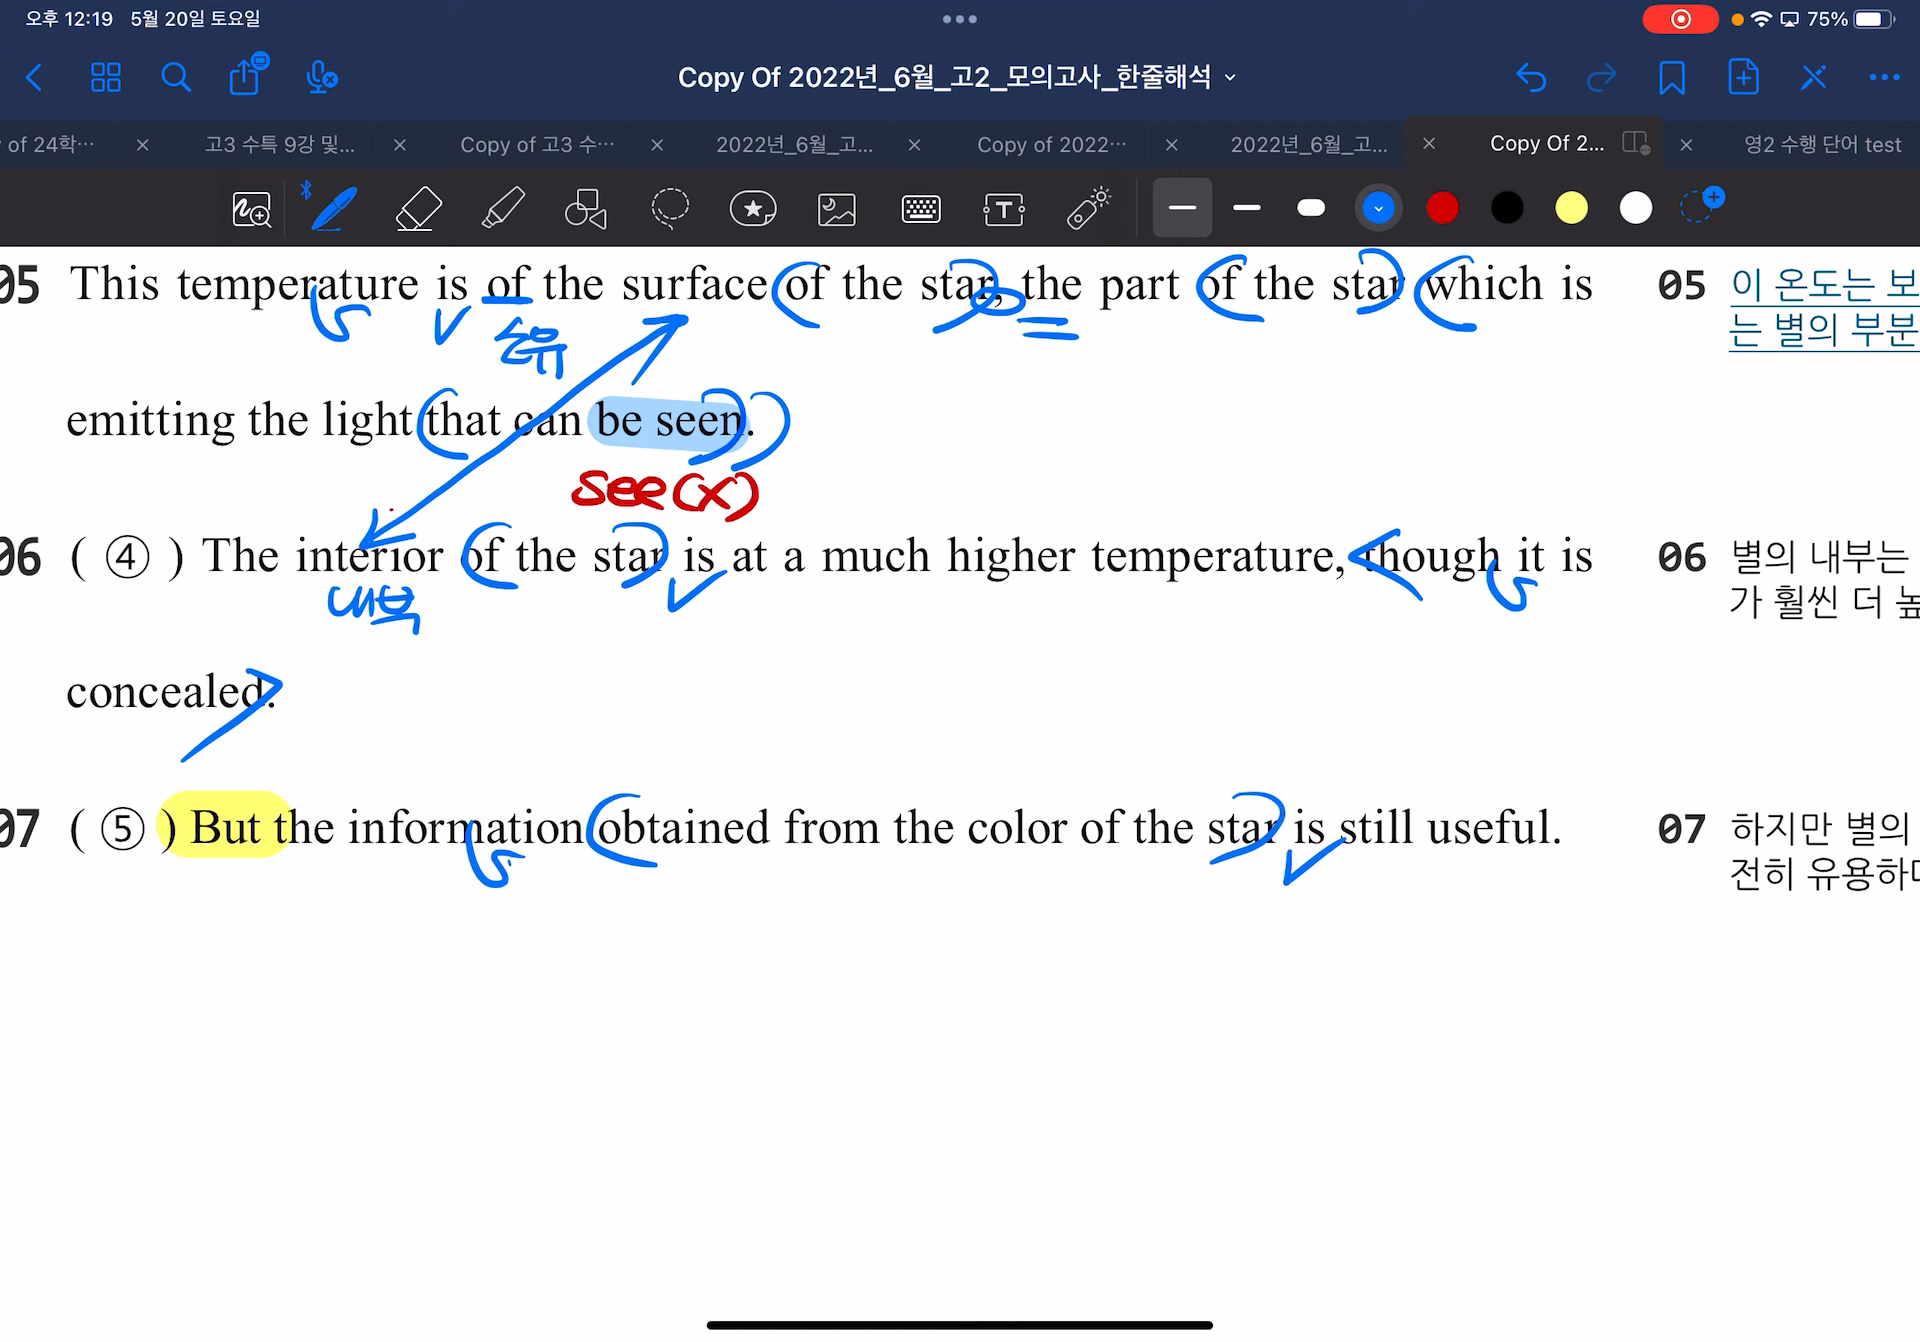 오후 12:19 5월 20일 토요일
75%
Copy Of 2022년_6월_고2_모의고사_한줄해석
of 24학… 고3 수특 9강 및… Copy of 고3 수… 2022년_6월_고… Copy of 2022… 2022년_6월_고… Copy Of 2… 영2 수행 단어 test
05 This temperature is of the surface of the star, the part of the star which is
S V 소유
emitting the light that can be seen.
see(x)
06 ( ④ ) The interior of the star is at a much higher temperature, though it is
내부 V S
concealed.
07 ( ⑤ ) But the information obtained from the color of the star is still useful.
S V
05 이 온도는 보
는 별의 부분
06 별의 내부는
가 훨씬 더 높
07 하지만 별의
전히 유용하다